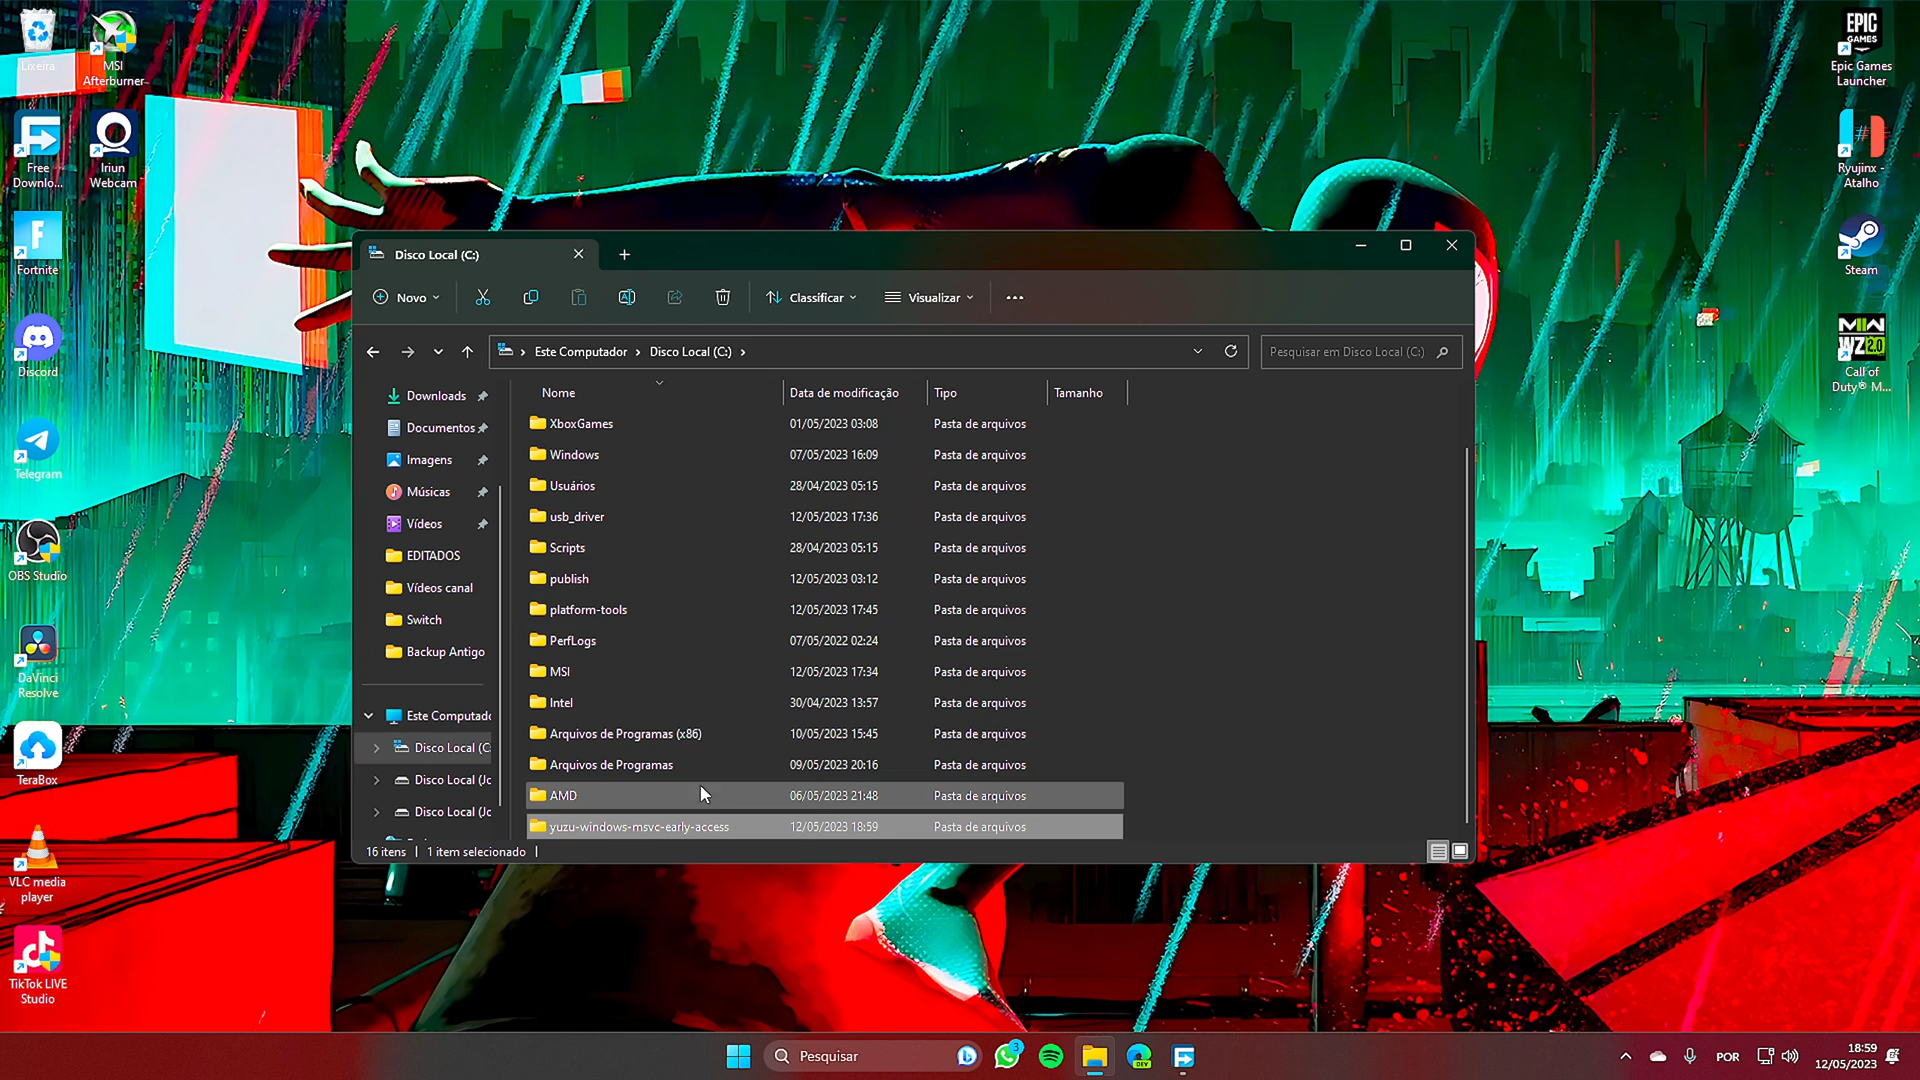 Lixeira
MSI
Afterburner
Free
Downlo...
Iriun
Webcam
Fortnite
Discord
Telegram
OBS Studio
DaVinci
Resolve
TeraBox
VLC media
player
TikTok LIVE
Studio
EPIC
GAMES
Epic Games
Launcher
Ryujinx -
Atalho
Steam
MW
WZ 2.0
Call of
Duty® M...
Disco Local (C:)
Novo
Classificar
Visualizar
Este Computador
Disco Local (C:)
Pesquisar em Disco Local (C:)
Downloads
Documentos
Imagens
Músicas
Vídeos
EDITADOS
Vídeos canal
Switch
Backup Antigo
Este Computado
Disco Local (C
Disco Local (Jo
Disco Local (Jo
Nome Data de modificação Tipo Tamanho
XboxGames 01/05/2023 03:08 Pasta de arquivos
Windows 07/05/2023 16:09 Pasta de arquivos
Usuários 28/04/2023 05:15 Pasta de arquivos
usb_driver 12/05/2023 17:36 Pasta de arquivos
Scripts 28/04/2023 05:15 Pasta de arquivos
publish 12/05/2023 03:12 Pasta de arquivos
platform-tools 12/05/2023 17:45 Pasta de arquivos
PerfLogs 07/05/2022 02:24 Pasta de arquivos
MSI 12/05/2023 17:34 Pasta de arquivos
Intel 30/04/2023 13:57 Pasta de arquivos
Arquivos de Programas (x86) 10/05/2023 15:45 Pasta de arquivos
Arquivos de Programas 09/05/2023 20:16 Pasta de arquivos
AMD 06/05/2023 21:48 Pasta de arquivos
yuzu-windows-msvc-early-access 12/05/2023 18:59 Pasta de arquivos
16 itens 1 item selecionado
Pesquisar
3
DEV
POR
18:59
12/05/2023